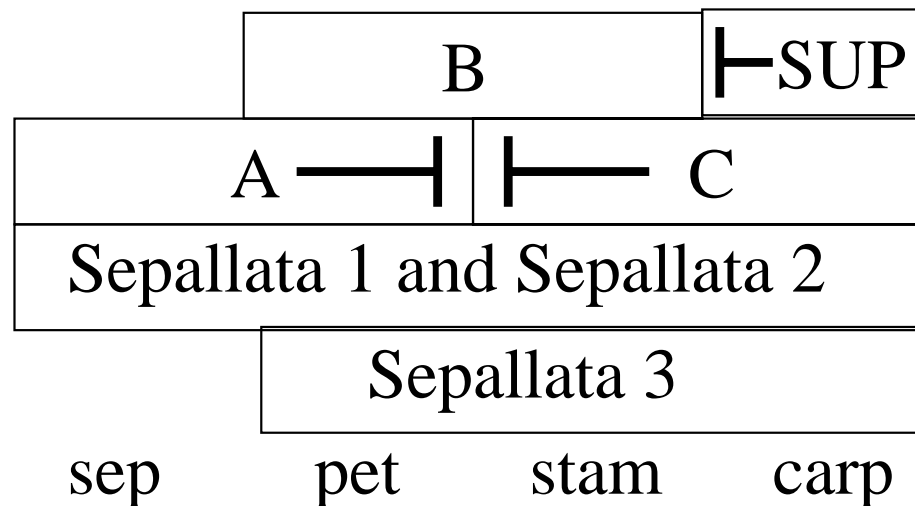 B SUP
A C
Sepallata 1 and Sepallata 2
Sepallata 3
sep pet stam carp